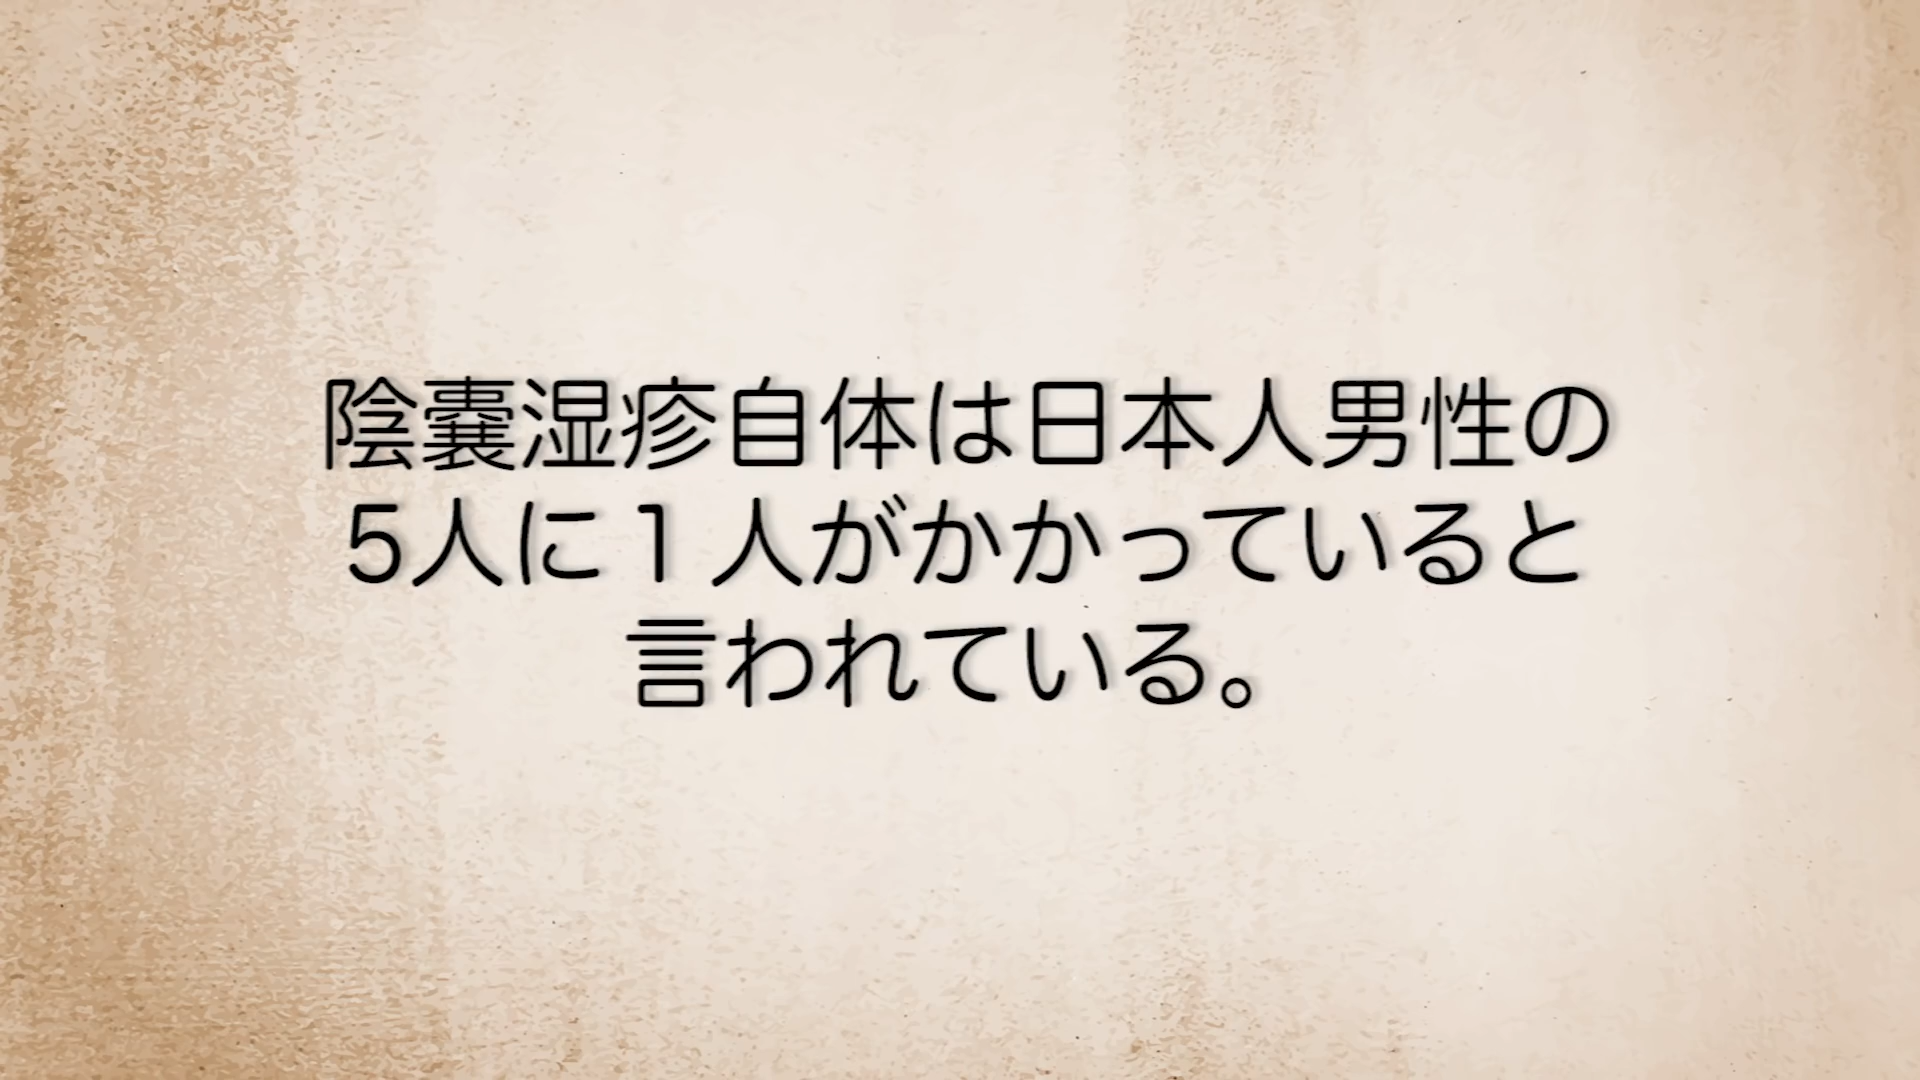 陰嚢湿疹自体は日本人男性の
5人に１人がかかっていると
言われている。